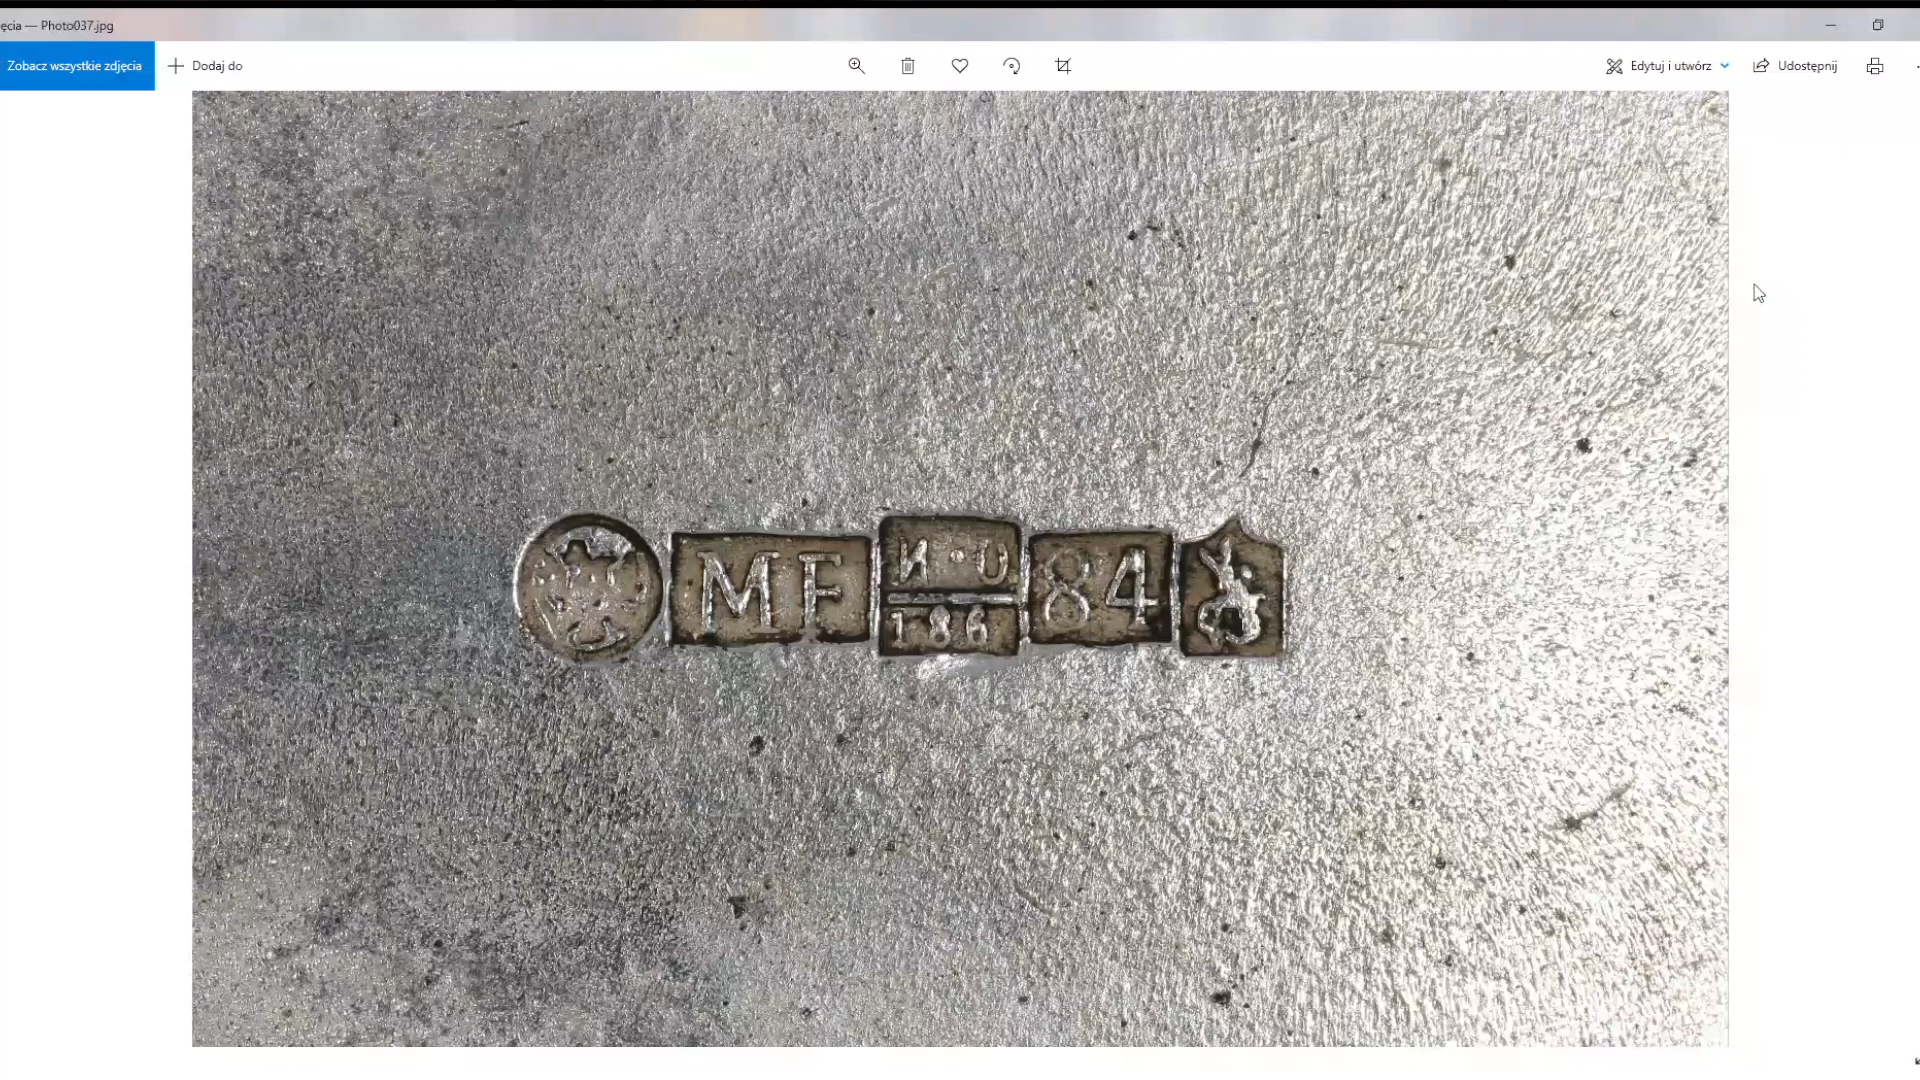 ęcia — Photo037.jpg
Zobacz wszystkie zdjęcia
Dodaj do
Edytuj i utwórz
Udostępnij
MF
И·U
186
84